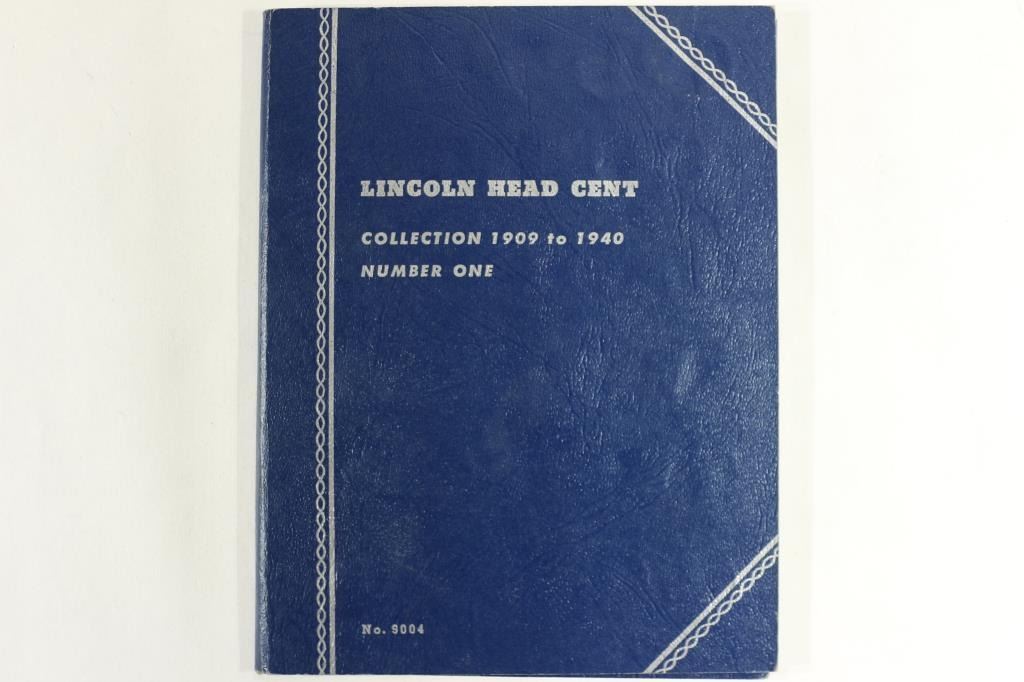 LINCOLN HEAD CENT
COLLECTION 1909 to 1940
NUMBER ONE
No. 9004